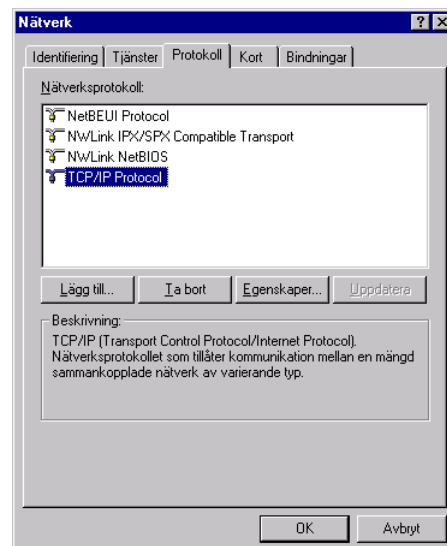 Nätverk
Identifiering Tjänster Protokoll Kort Bindningar
Nätverksprotokoll:
NetBEUI Protocol
NWLink IPX/SPX Compatible Transport
NWLink NetBIOS
TCP/IP Protocol
Lägg till... Ta bort Egenskaper... Uppdatera
Beskrivning:
TCP/IP (Transport Control Protocol/Internet Protocol).
Nätverksprotokollet som tillåter kommunikation mellan en mängd
sammankopplade nätverk av varierande typ.
OK Avbryt